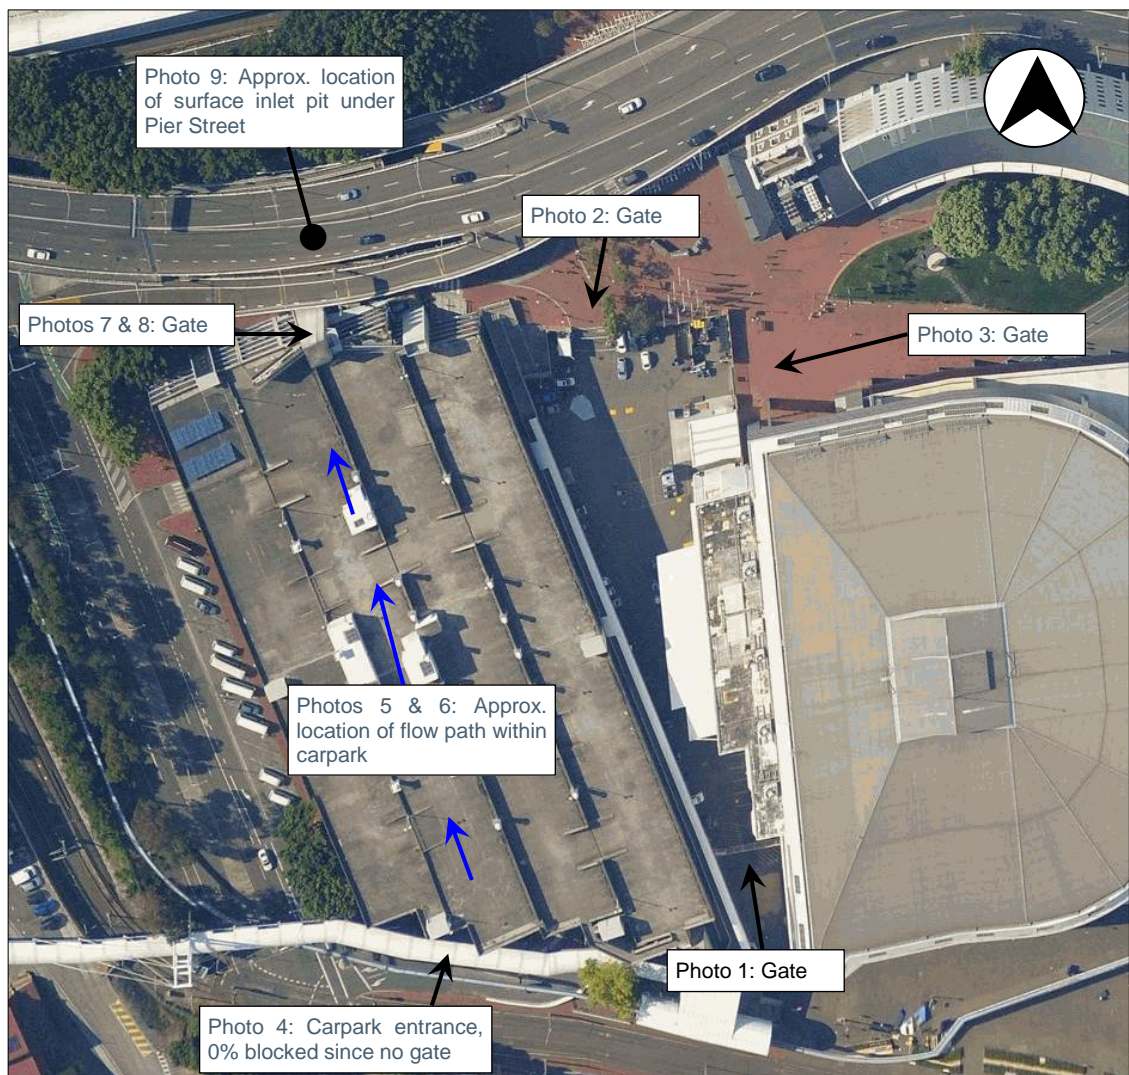 Photo 9: Approx. location
of surface inlet pit under
Pier Street
Photo 2: Gate
Photos 7 & 8: Gate
Photo 3: Gate
Photos 5 & 6: Approx.
location of flow path within
carpark
Photo 1: Gate
Photo 4: Carpark entrance,
0% blocked since no gate